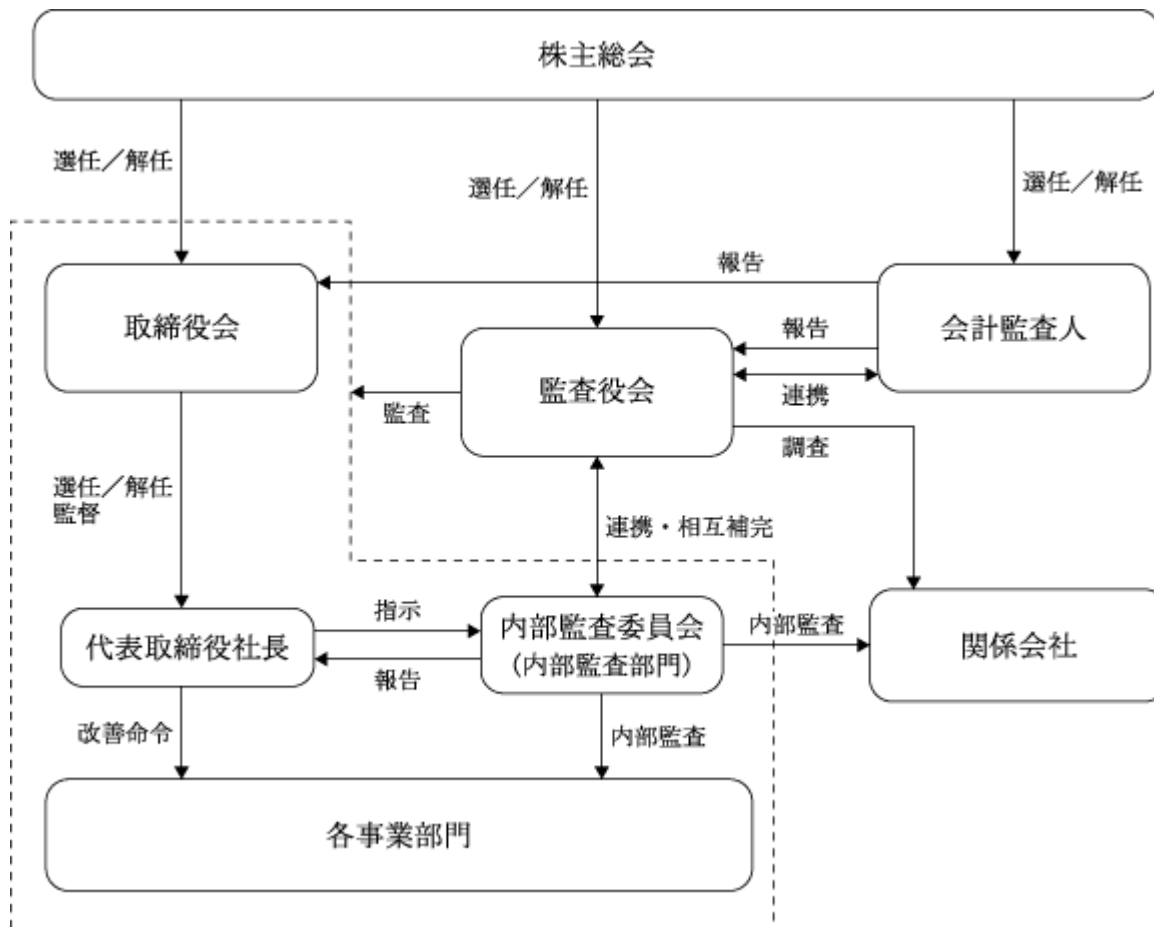 株主総会
選任／解任
選任／解任
選任／解任
報告
取締役会
会計監査人
報告
監査役会
監査
連携
調査
選任／解任
監督
連携・相互補完
指示
内部監査委員会
(内部監査部門)
内部監査
代表取締役社長
関係会社
報告
改善命令
内部監査
各事業部門